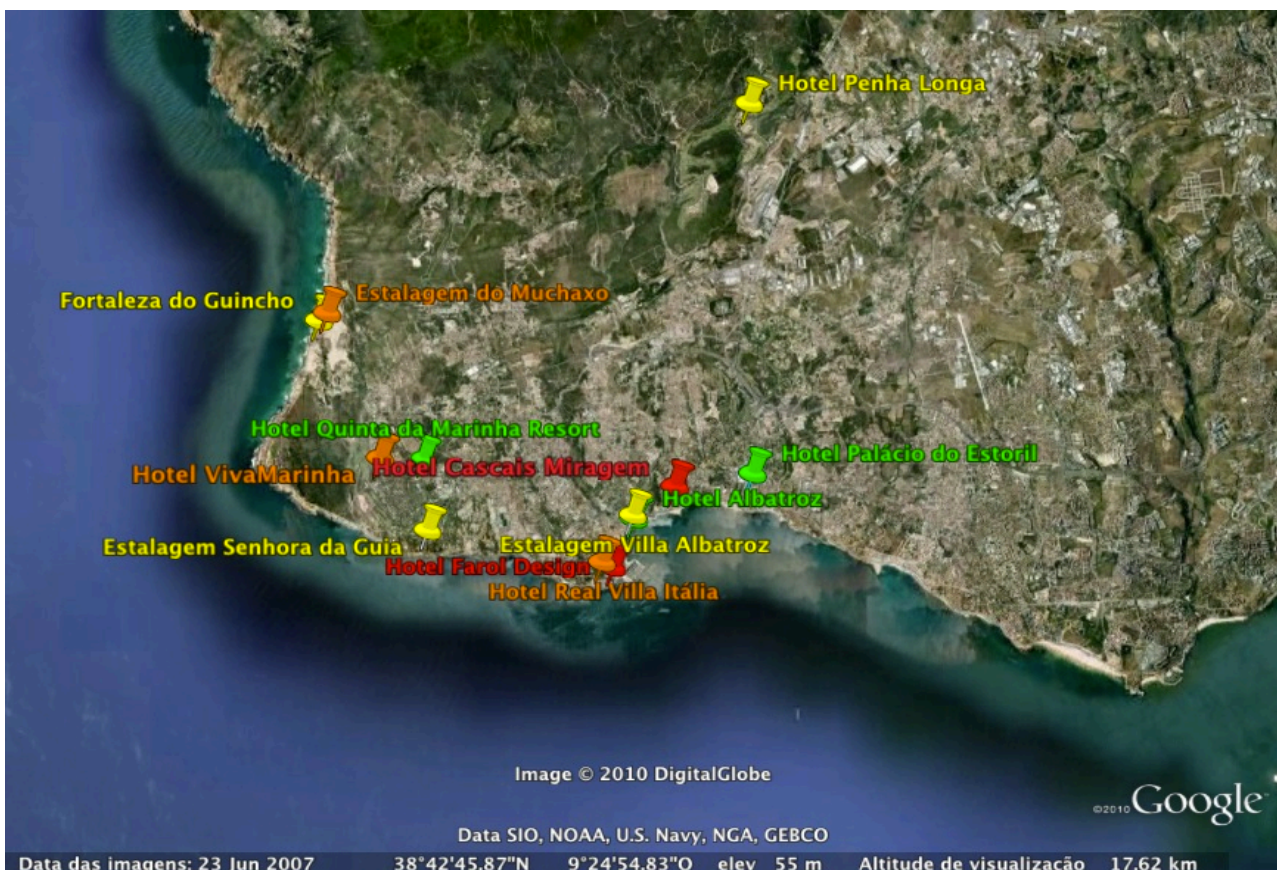 Hotel Penha Longa
Fortaleza do Guincho
Estalagem do Muchaxo
Hotel Quinta da Marinha Resort
Hotel Palácio do Estoril
Hotel Cascais Miragem
Hotel VivaMarinha
Hotel Albatroz
Estalagem Senhora da Guia
Estalagem Villa Albatroz
Hotel Farol Design
Hotel Real Villa Itália
Image © 2010 DigitalGlobe
©2010 Google
Data SIO, NOAA, U.S. Navy, NGA, GEBCO
Data das imagens: 23 Jun 2007 38°42'45.87"N 9°24'54.83"O elev 55 m Altitude de visualização 17.62 km